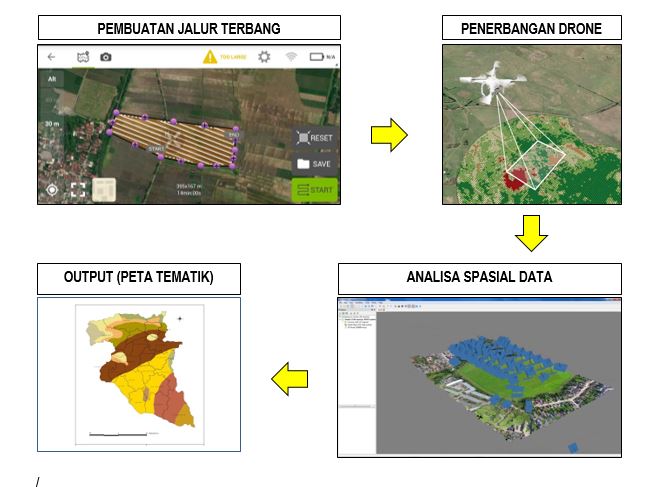 PEMBUATAN JALUR TERBANG
PENERBANGAN DRONE
TOO LARGE
N/A
Alt
30 m
END
START
RESET
SAVE
START
395x167 m
14min:00s
OUTPUT (PETA TEMATIK)
ANALISA SPASIAL DATA
/